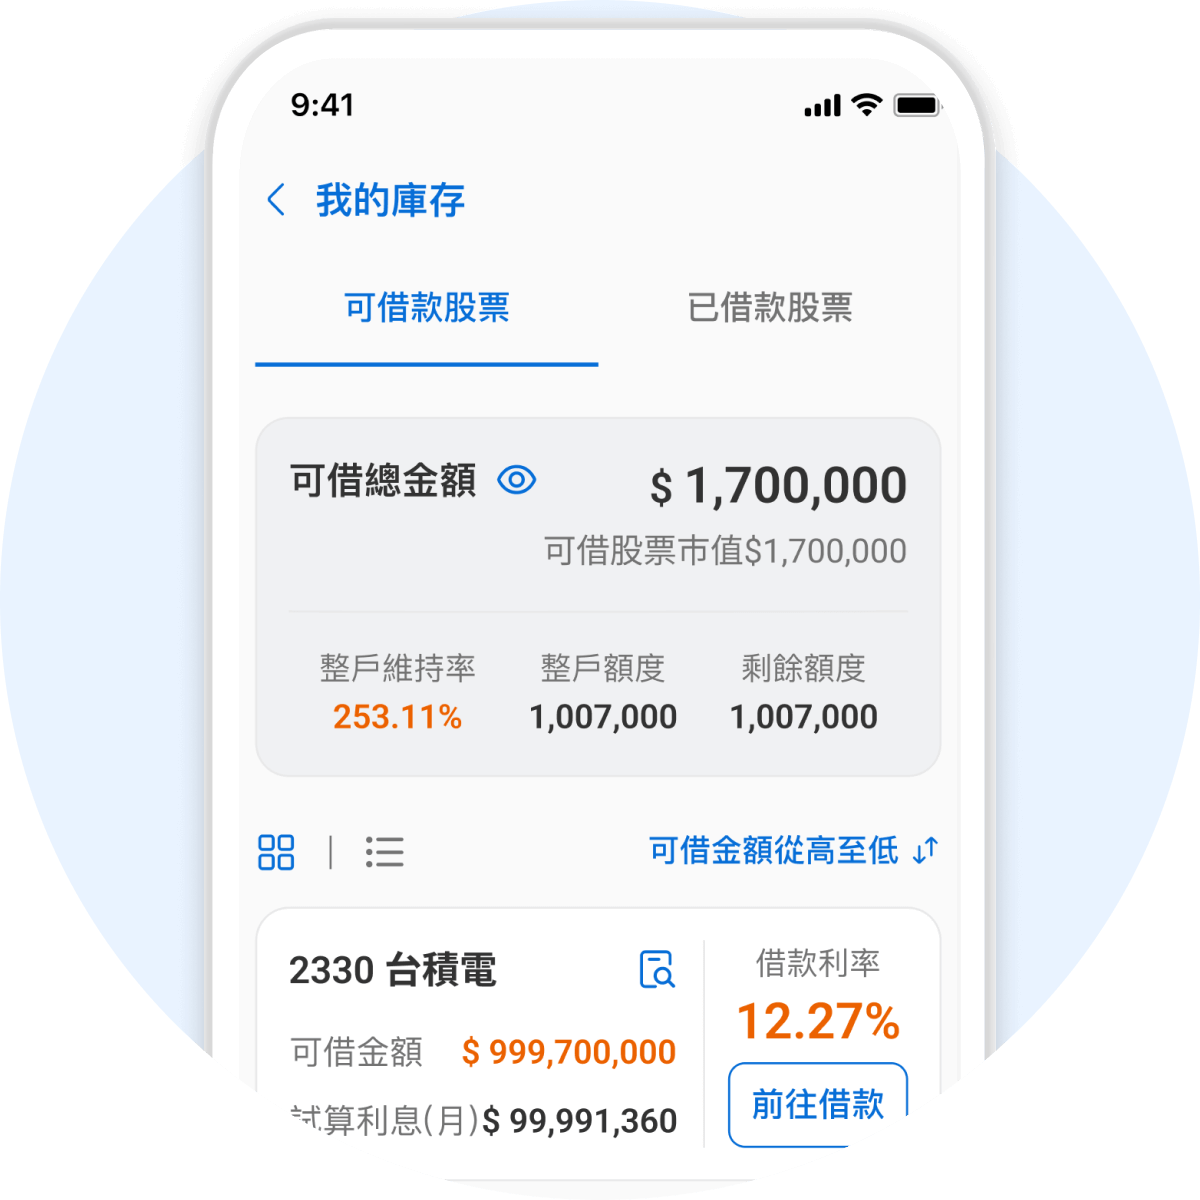 9:41
我的庫存
可借款股票 已借款股票
可借總金額 $ 1,700,000
可借股票市值$1,700,000
整戶維持率 整戶額度 剩餘額度
253.11% 1,007,000 1,007,000
可借金額從高至低
2330 台積電 借款利率
12.27%
可借金額 $ 999,700,000
前往借款
試算利息(月)$ 99,991,360